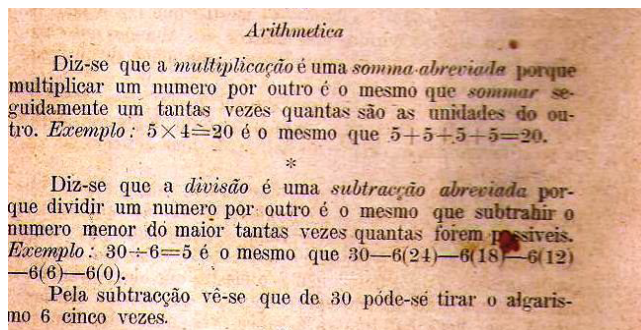 Arithmetica
Diz-se que a multiplicação é uma somma abreviada porque
multiplicar um numero por outro é o mesmo que sommar se-
guidamente um tantas vezes quantas são as unidades do ou-
tro. Exemplo: 5×4=20 é o mesmo que 5+5+5+5=20.
*
Diz-se que a divisão é uma subtracção abreviada por-
que dividir um numero por outro é o mesmo que subtrahir o
numero menor do maior tantas vezes quantas forem possiveis.
Exemplo: 30÷6=5 é o mesmo que 30—6(24)—6(18)—6(12)
—6(6)—6(0).
Pela subtracção vê-se que de 30 póde-se tirar o algaris-
mo 6 cinco vezes.